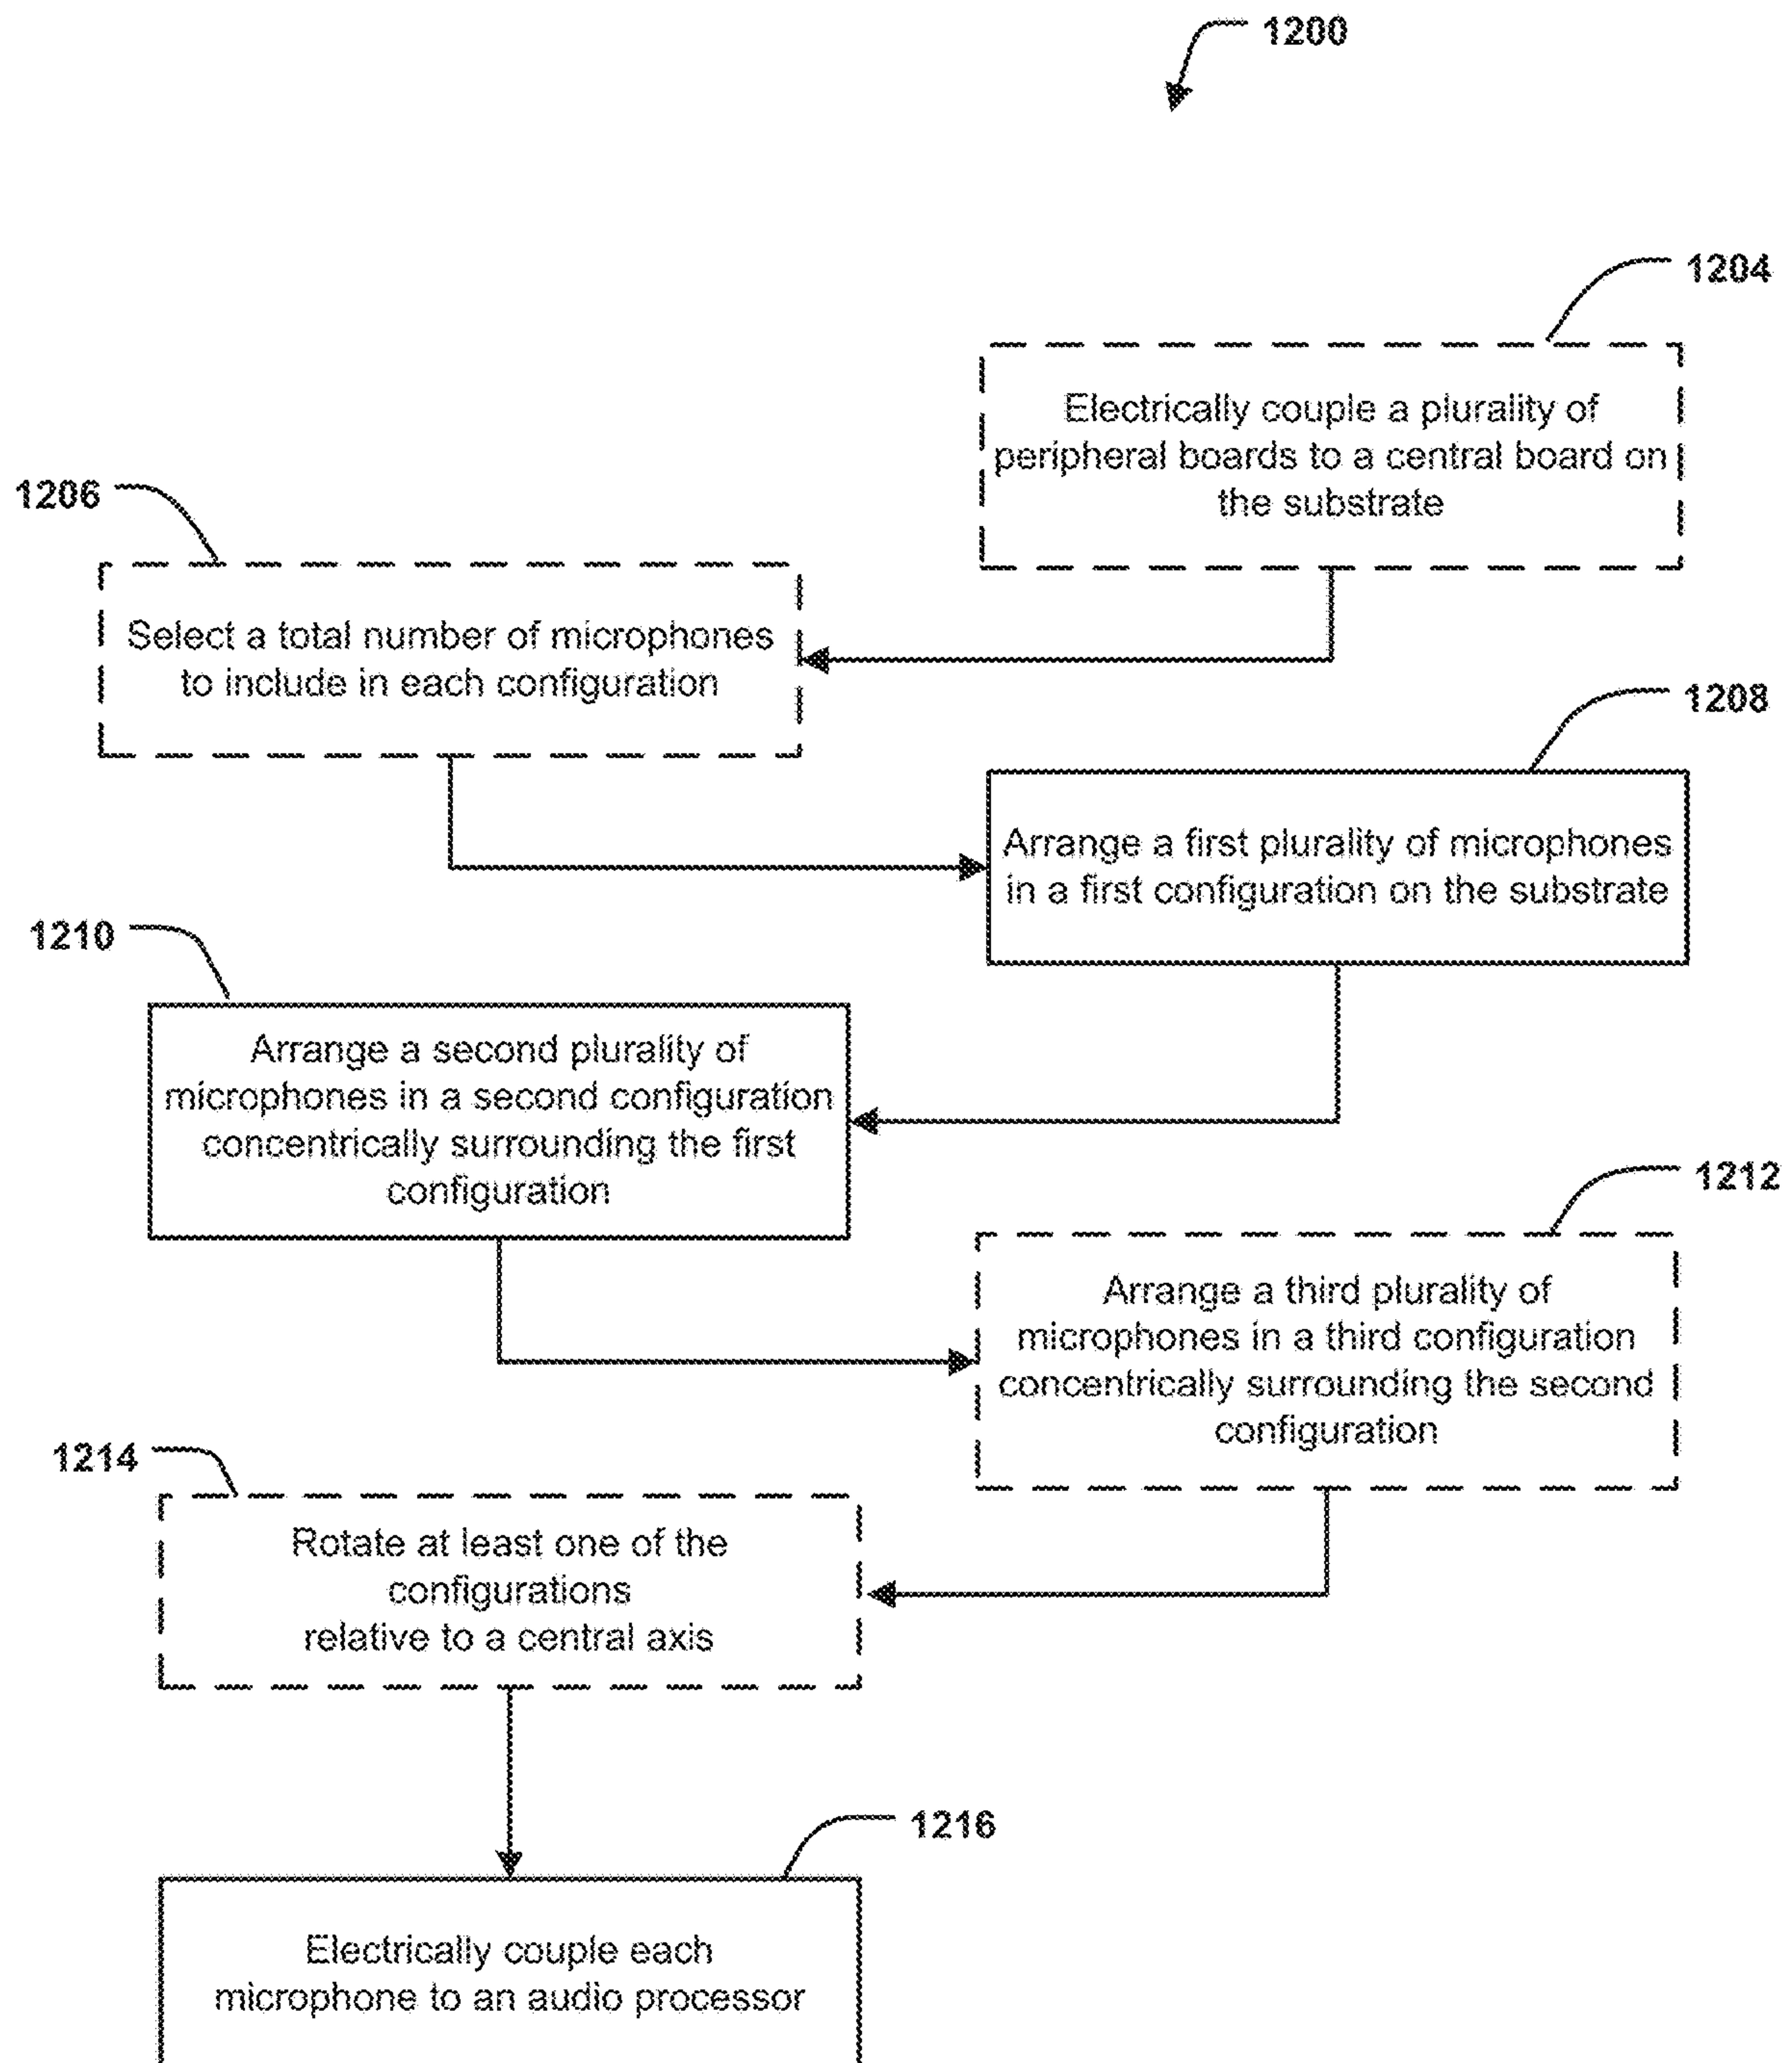 1200
1204
Electrically couple a plurality of
peripheral boards to a central board on
the substrate
1206
Select a total number of microphones
to include in each configuration
1208
Arrange a first plurality of microphones
in a first configuration on the substrate
1210
Arrange a second plurality of
microphones in a second configuration
concentrically surrounding the first
configuration
1212
Arrange a third plurality of
microphones in a third configuration
concentrically surrounding the second
configuration
1214
Rotate at least one of the
configurations
relative to a central axis
1216
Electrically couple each
microphone to an audio processor